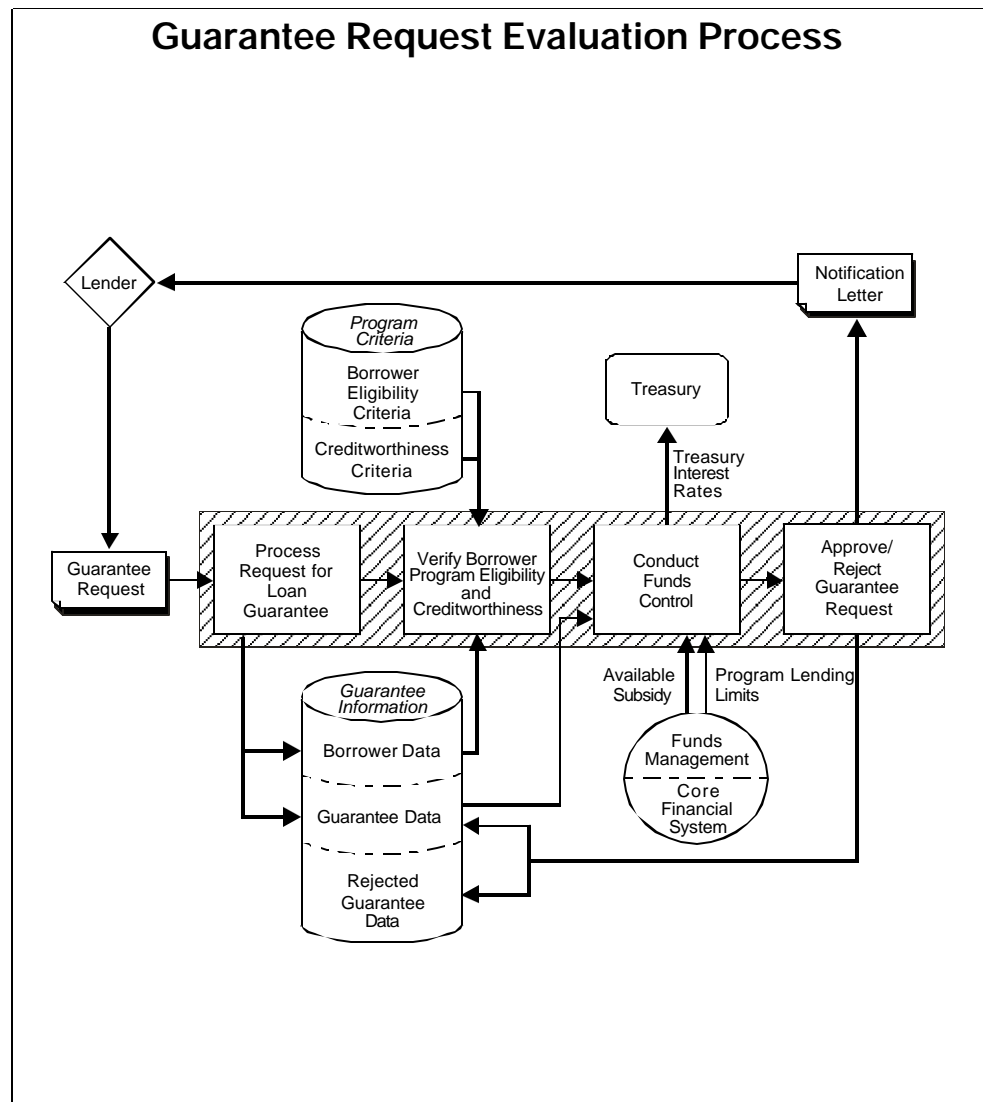 Guarantee Request Evaluation Process
Lender
Notification
Letter
Program
Criteria
Borrower
Eligibility
Criteria
Creditworthiness
Criteria
Treasury
Treasury
Interest
Rates
Guarantee
Request
Process
Request for
Loan
Guarantee
Verify Borrower
Program Eligibility
and
Creditworthiness
Conduct
Funds
Control
Approve/
Reject
Guarantee
Request
Available
Subsidy
Program Lending
Limits
Guarantee
Information
Borrower Data
Guarantee Data
Rejected
Guarantee
Data
Funds
Management
Core
Financial
System